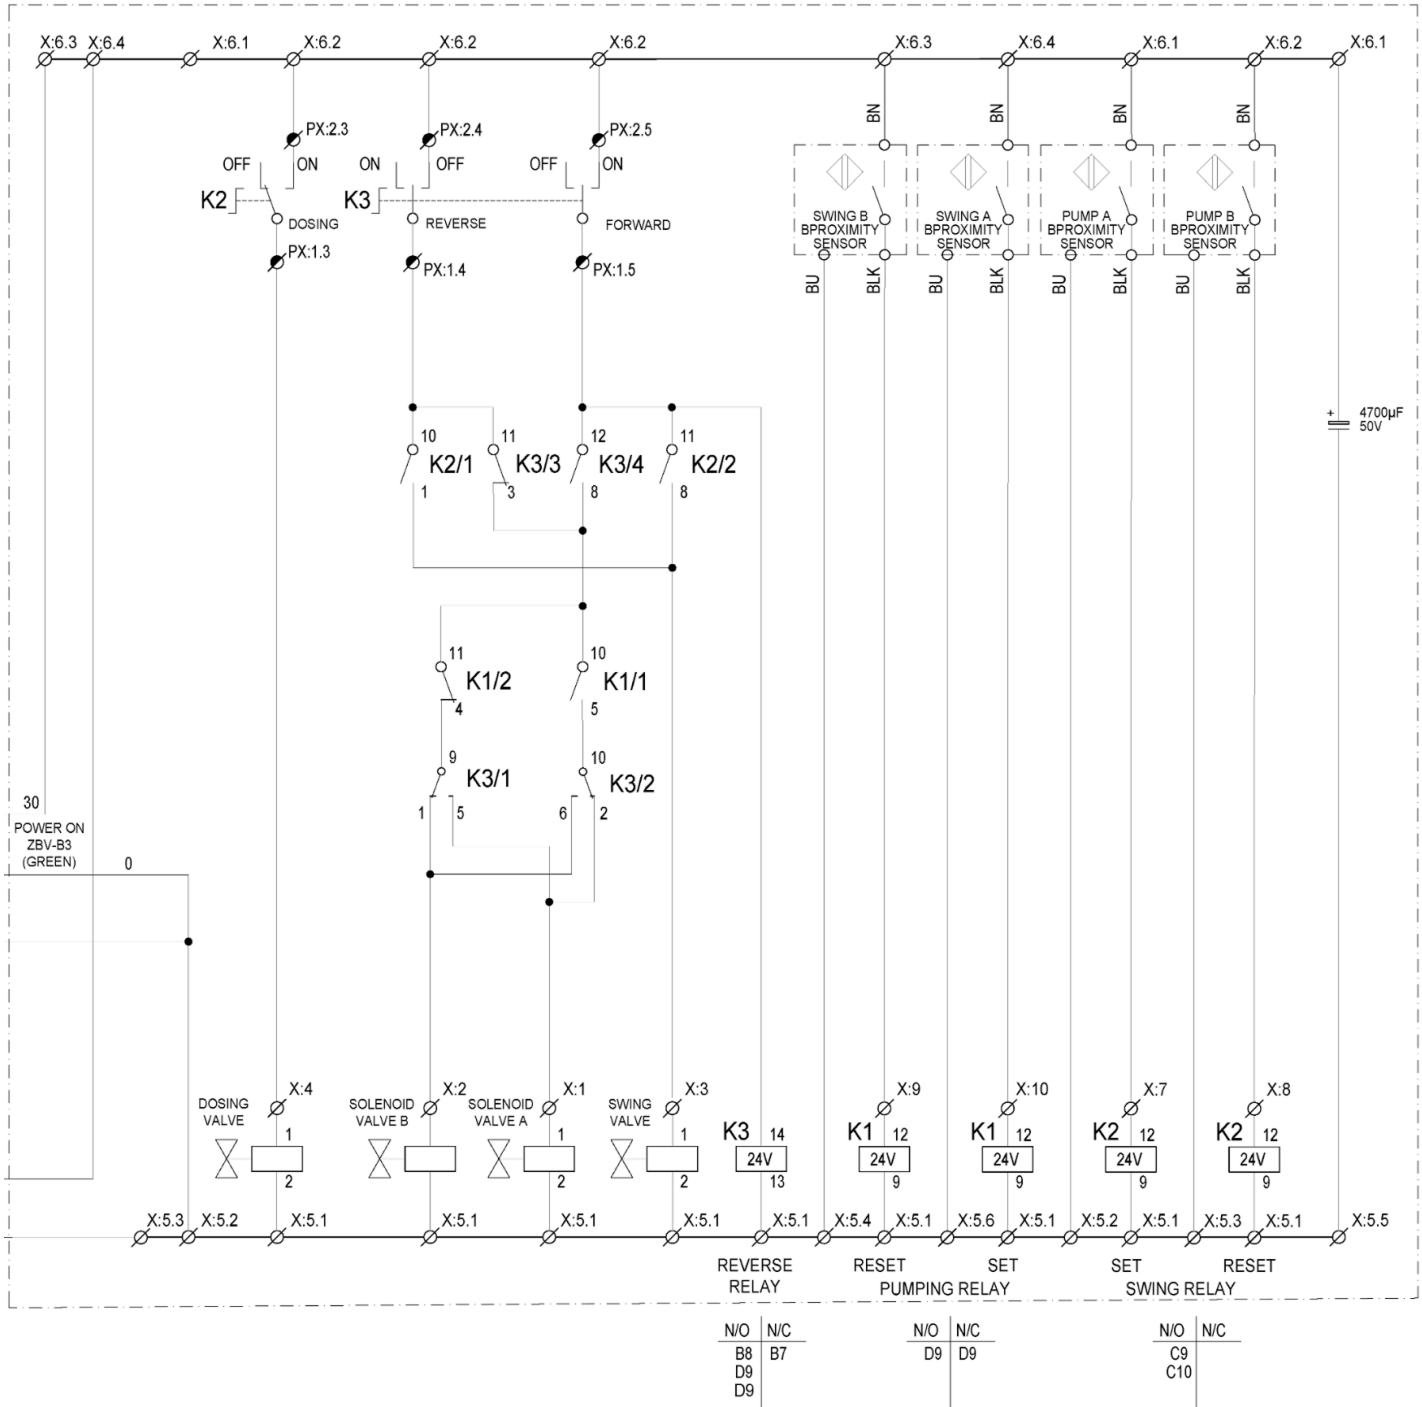 X:6.3 X:6.4 X:6.1 X:6.2 X:6.2 X:6.2 X:6.3 X:6.4 X:6.1 X:6.2 X:6.1
BN BN BN BN
PX:2.3 PX:2.4 PX:2.5
OFF ON ON OFF OFF ON
K2 K3
DOSING REVERSE FORWARD
SWING B
BPROXIMITY
SENSOR
SWING A
BPROXIMITY
SENSOR
PUMP A
BPROXIMITY
SENSOR
PUMP B
BPROXIMITY
SENSOR
PX:1.3 PX:1.4 PX:1.5
BU BLK BU BLK BU BLK BU BLK
+ 4700µF
50V
10 11 12 11
K2/1 K3/3 K3/4 K2/2
1 3 8 8
11 10
K1/2 K1/1
4 5
9 10
K3/1 K3/2
1 5 6 2
30
POWER ON
ZBV-B3
(GREEN)
0
X:4 X:2 X:1 X:3 X:9 X:10 X:7 X:8
DOSING
VALVE
SOLENOID
VALVE B
SOLENOID
VALVE A
SWING
VALVE
1 1 1 K3 14 K1 12 K1 12 K2 12 K2 12
24V 24V 24V 24V 24V
2 2 2 13 9 9 9 9
X:5.3 X:5.2 X:5.1 X:5.1 X:5.1 X:5.1 X:5.1 X:5.4 X:5.1 X:5.6 X:5.1 X:5.2 X:5.1 X:5.3 X:5.1 X:5.5
REVERSE
RELAY
RESET SET
PUMPING RELAY
SET RESET
SWING RELAY
N/O N/C N/O N/C N/O N/C
B8 B7 D9 D9 C9
D9 C10
D9